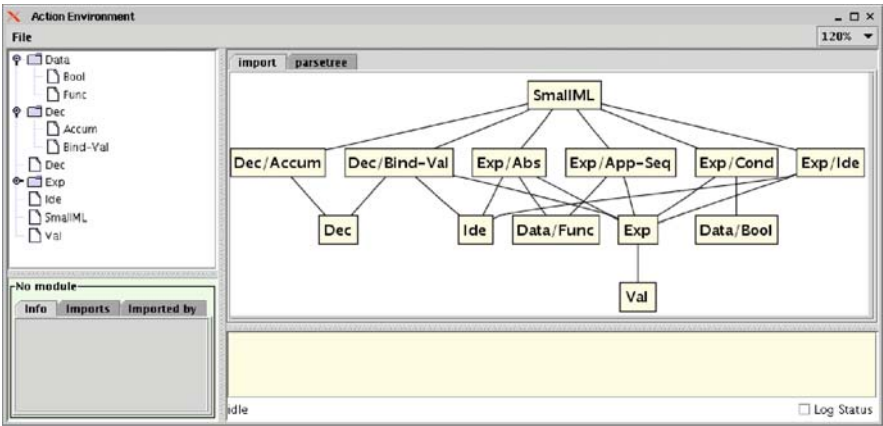 Action Environment
File
120%
Data
Bool
Func
Dec
Accum
Bind-Val
Dec
Exp
Ide
SmallML
Val
No module
Info Imports Imported by
import parsetree
SmallML
Dec/Accum Dec/Bind-Val Exp/Abs Exp/App-Seq Exp/Cond Exp/Ide
Dec Ide Data/Func Exp Data/Bool
Val
idle
Log Status